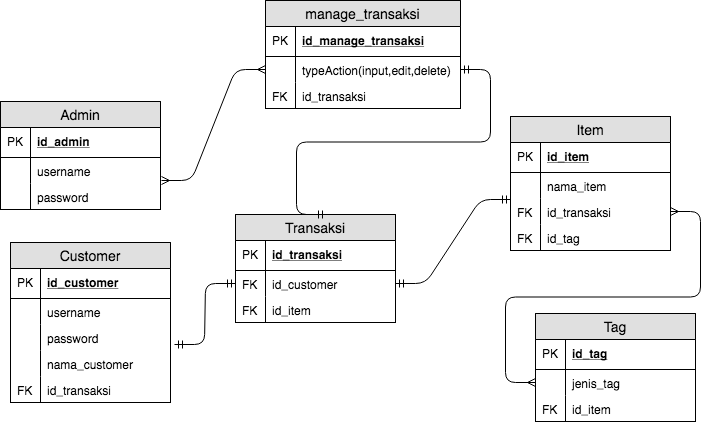 manage_transaksi
PK id_manage_transaksi
typeAction(input,edit,delete)
FK id_transaksi
Admin
PK id_admin
username
password
Item
PK id_item
nama_item
FK id_transaksi
FK id_tag
Transaksi
PK id_transaksi
FK id_customer
FK id_item
Customer
PK id_customer
username
password
nama_customer
FK id_transaksi
Tag
PK id_tag
jenis_tag
FK id_item